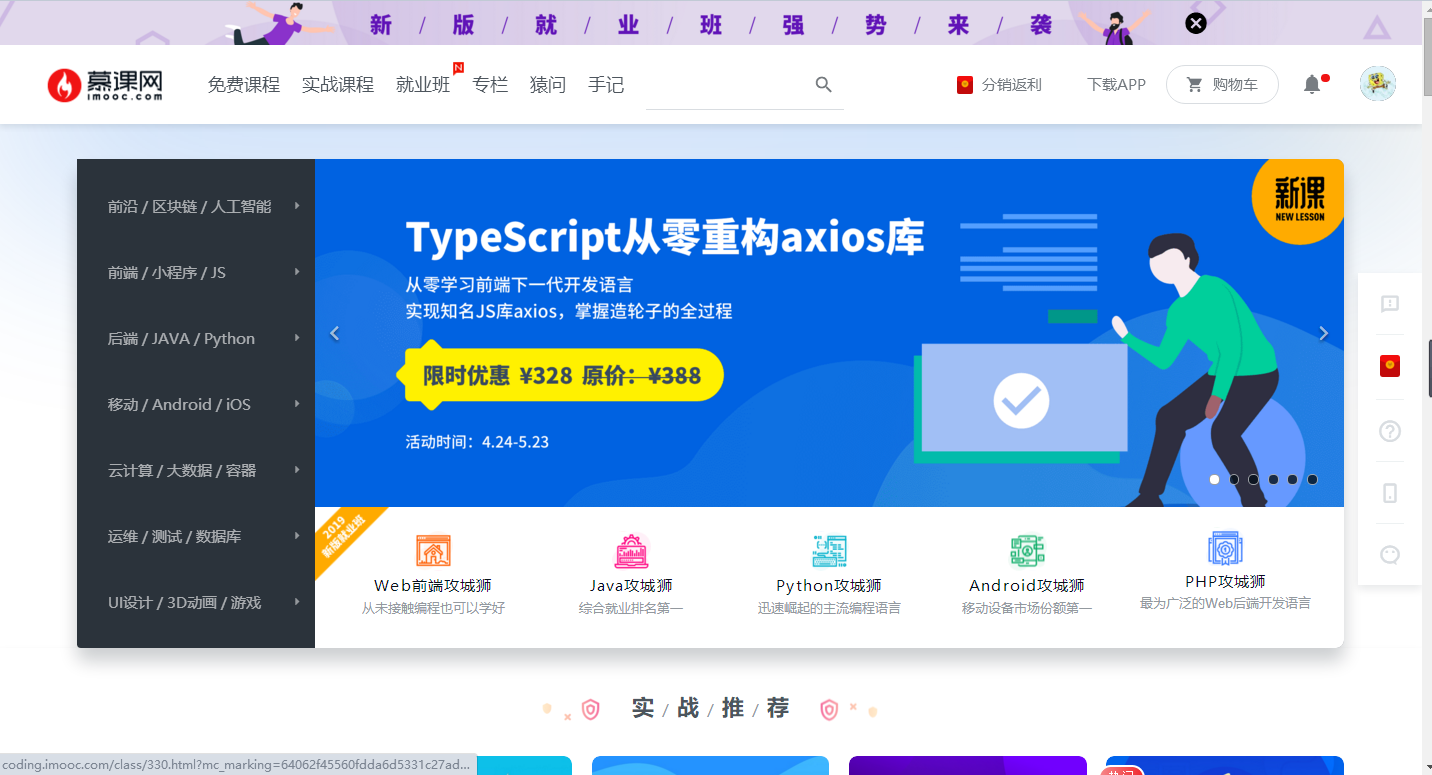 新 / 版 / 就 / 业 / 班 / 强 / 势 / 来 / 袭
慕课网
imooc.com
免费课程 实战课程 就业班 N 专栏 猿问 手记
分销返利 下载APP 购物车
前沿 / 区块链 / 人工智能
前端 / 小程序 / JS
后端 / JAVA / Python
移动 / Android / iOS
云计算 / 大数据 / 容器
运维 / 测试 / 数据库
UI设计 / 3D动画 / 游戏
新课
NEW LESSON
TypeScript从零重构axios库
从零学习前端下一代开发语言
实现知名JS库axios，掌握造轮子的全过程
限时优惠 ¥328 原价：¥388
活动时间：4.24-5.23
2019
新版就业班
Web前端攻城狮
从未接触编程也可以学好
Java攻城狮
综合就业排名第一
Python攻城狮
迅速崛起的主流编程语言
Android攻城狮
移动设备市场份额第一
PHP攻城狮
最为广泛的Web后端开发语言
实 / 战 / 推 / 荐
热门
coding.imooc.com/class/330.html?mc_marking=64062f45560fdda6d5331c27ad...